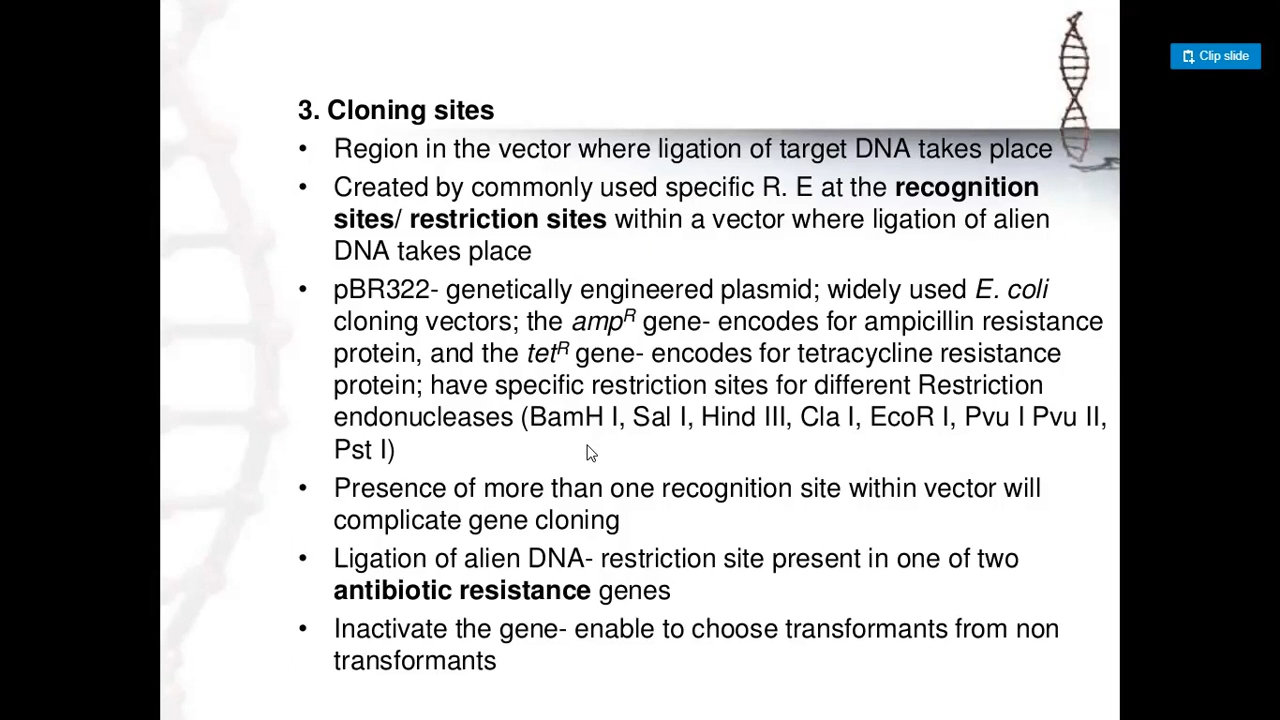 Clip slide
3. Cloning sites
• Region in the vector where ligation of target DNA takes place
• Created by commonly used specific R. E at the recognition
sites/ restriction sites within a vector where ligation of alien
DNA takes place
• pBR322- genetically engineered plasmid; widely used E. coli
cloning vectors; the ampR gene- encodes for ampicillin resistance
protein, and the tetR gene- encodes for tetracycline resistance
protein; have specific restriction sites for different Restriction
endonucleases (BamH I, Sal I, Hind III, Cla I, EcoR I, Pvu I Pvu II,
Pst I)
• Presence of more than one recognition site within vector will
complicate gene cloning
• Ligation of alien DNA- restriction site present in one of two
antibiotic resistance genes
• Inactivate the gene- enable to choose transformants from non
transformants